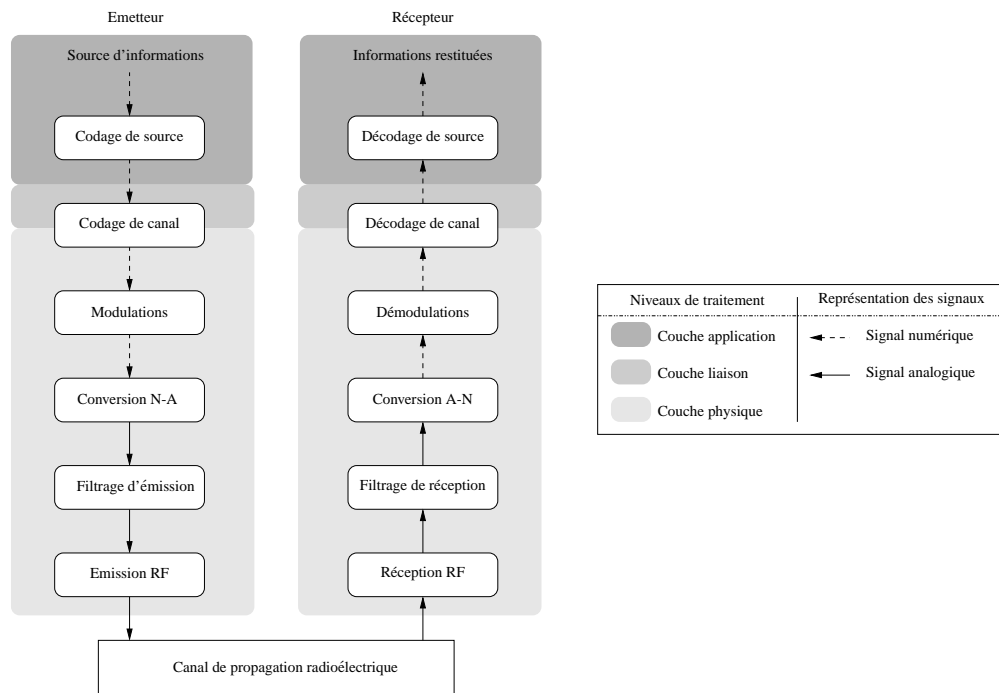 Emetteur
Récepteur
Source d'informations
Informations restituées
Codage de source
Décodage de source
Codage de canal
Décodage de canal
Modulations
Démodulations
Conversion N-A
Conversion A-N
Filtrage d'émission
Filtrage de réception
Emission RF
Réception RF
Canal de propagation radioélectrique
Niveaux de traitement
Représentation des signaux
Couche application
Signal numérique
Couche liaison
Signal analogique
Couche physique